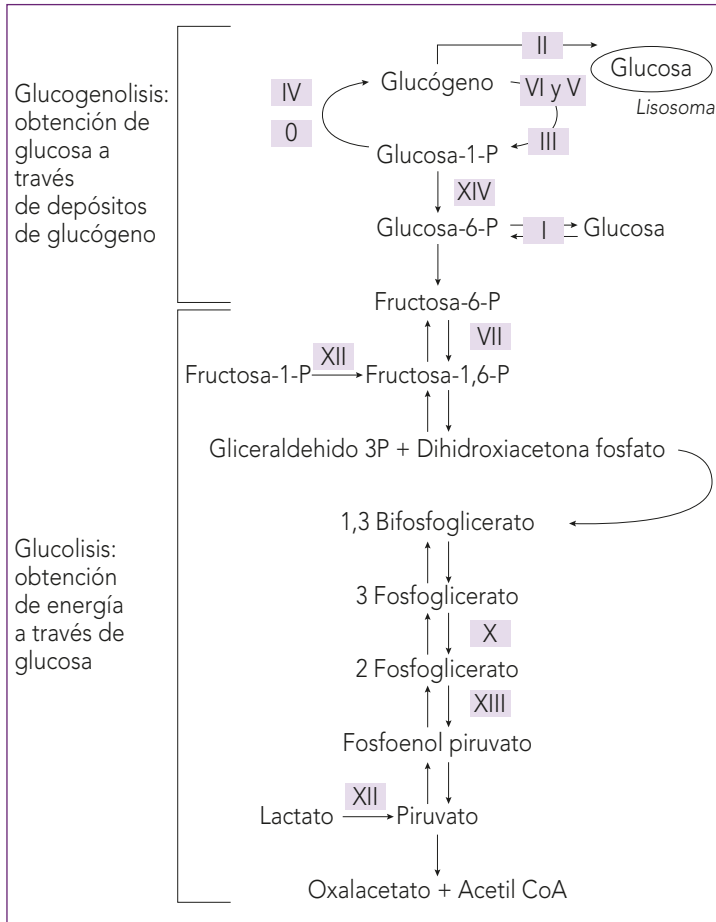 Glucogenolisis:
obtención de
glucosa a
través
de depósitos
de glucógeno
II
Glucógeno
Glucosa
Lisosoma
IV
0
VI y V
III
Glucosa-1-P
XIV
Glucosa-6-P
I
Glucosa
Fructosa-6-P
VII
Fructosa-1-P
XII
Fructosa-1,6-P
Gliceraldehido 3P + Dihidroxiacetona fosfato
Glucolisis:
obtención
de energía
a través de
glucosa
1,3 Bifosfoglicerato
3 Fosfoglicerato
X
2 Fosfoglicerato
XIII
Fosfoenol piruvato
Lactato
XII
Piruvato
Oxalacetato + Acetil CoA